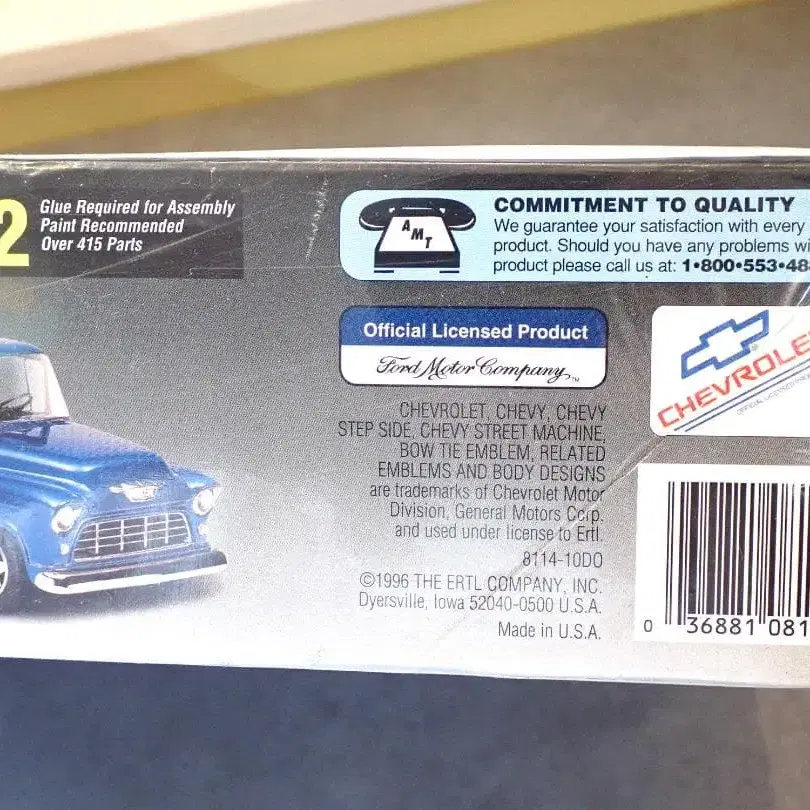 2
Glue Required for Assembly
Paint Recommended
Over 415 Parts
AMT
COMMITMENT TO QUALITY
We guarantee your satisfaction with every
product. Should you have any problems
product please call us at: 1•800•553•48
Official Licensed Product
Ford Motor Company™
CHEVROLE
CHEVROLET, CHEVY, CHEVY
STEP SIDE, CHEVY STREET MACHINE,
BOW TIE EMBLEM, RELATED
EMBLEMS AND BODY DESIGNS
are trademarks of Chevrolet Motor
Division, General Motors Corp.
and used under license to Ertl.
8114-10DO
©1996 THE ERTL COMPANY, INC.
Dyersville, Iowa 52040-0500 U.S.A.
Made in U.S.A.
0 36881 081